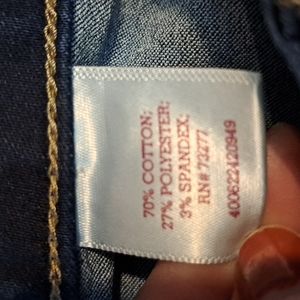 70% COTTON;
27% POLYESTER;
3% SPANDEX;
RN# 73277
400622420949